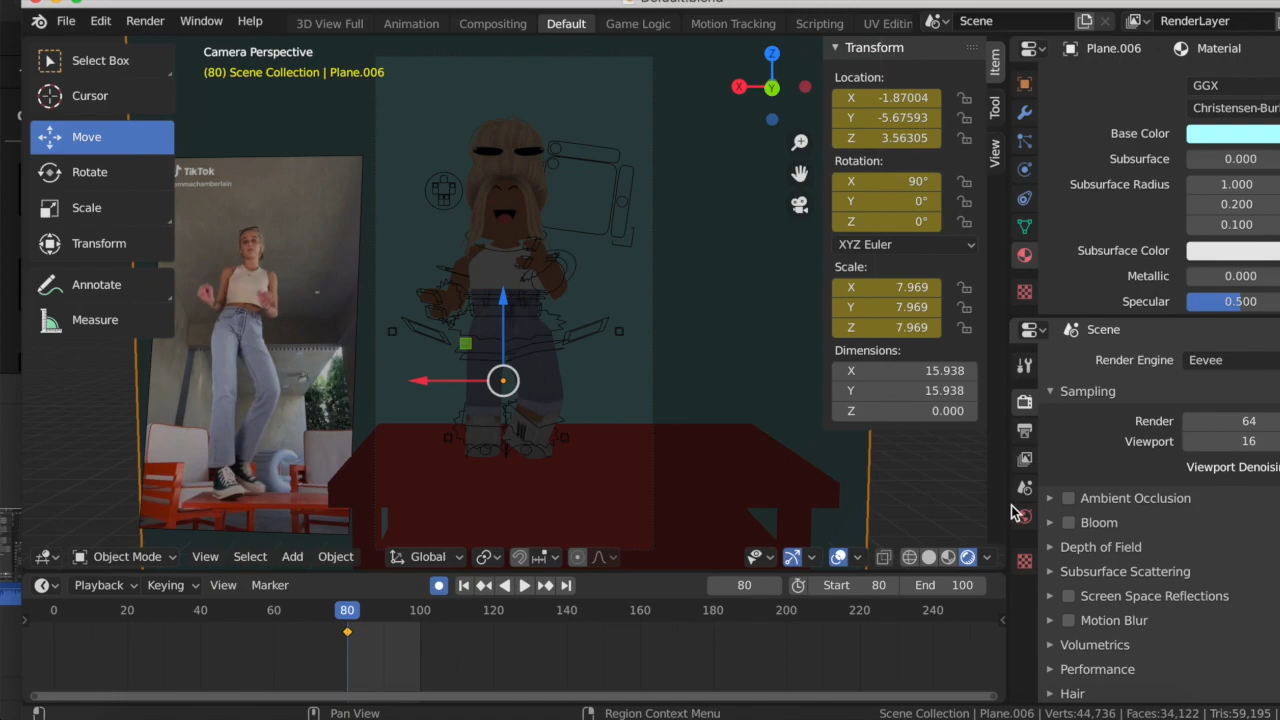 Default.blend
File Edit Render Window Help
3D View Full Animation Compositing Default Game Logic Motion Tracking Scripting UV Editin
Scene
RenderLayer
Select Box
Cursor
Move
Rotate
Scale
Transform
Annotate
Measure
Camera Perspective
(80) Scene Collection | Plane.006
TikTok
emmachamberlain
Z
X
Y
Transform
Location:
X -1.87004
Y -5.67593
Z 3.56305
Rotation:
X 90°
Y 0°
Z 0°
XYZ Euler
Scale:
X 7.969
Y 7.969
Z 7.969
Dimensions:
X 15.938
Y 15.938
Z 0.000
Item
Tool
View
Plane.006 Material
GGX
Christensen-Bur
Base Color
Subsurface 0.000
Subsurface Radius 1.000
0.200
0.100
Subsurface Color
Metallic 0.000
Specular 0.500
Scene
Render Engine Eevee
Sampling
Render 64
Viewport 16
Viewport Denoisi
Ambient Occlusion
Bloom
Depth of Field
Subsurface Scattering
Screen Space Reflections
Motion Blur
Volumetrics
Performance
Hair
Object Mode View Select Add Object Global
Playback Keying View Marker 80 Start 80 End 100
0 20 40 60 80 100 120 140 160 180 200 220 240
Pan View Region Context Menu Scene Collection | Plane.006 | Verts:44,736 | Faces:34,122 | Tris:59,195